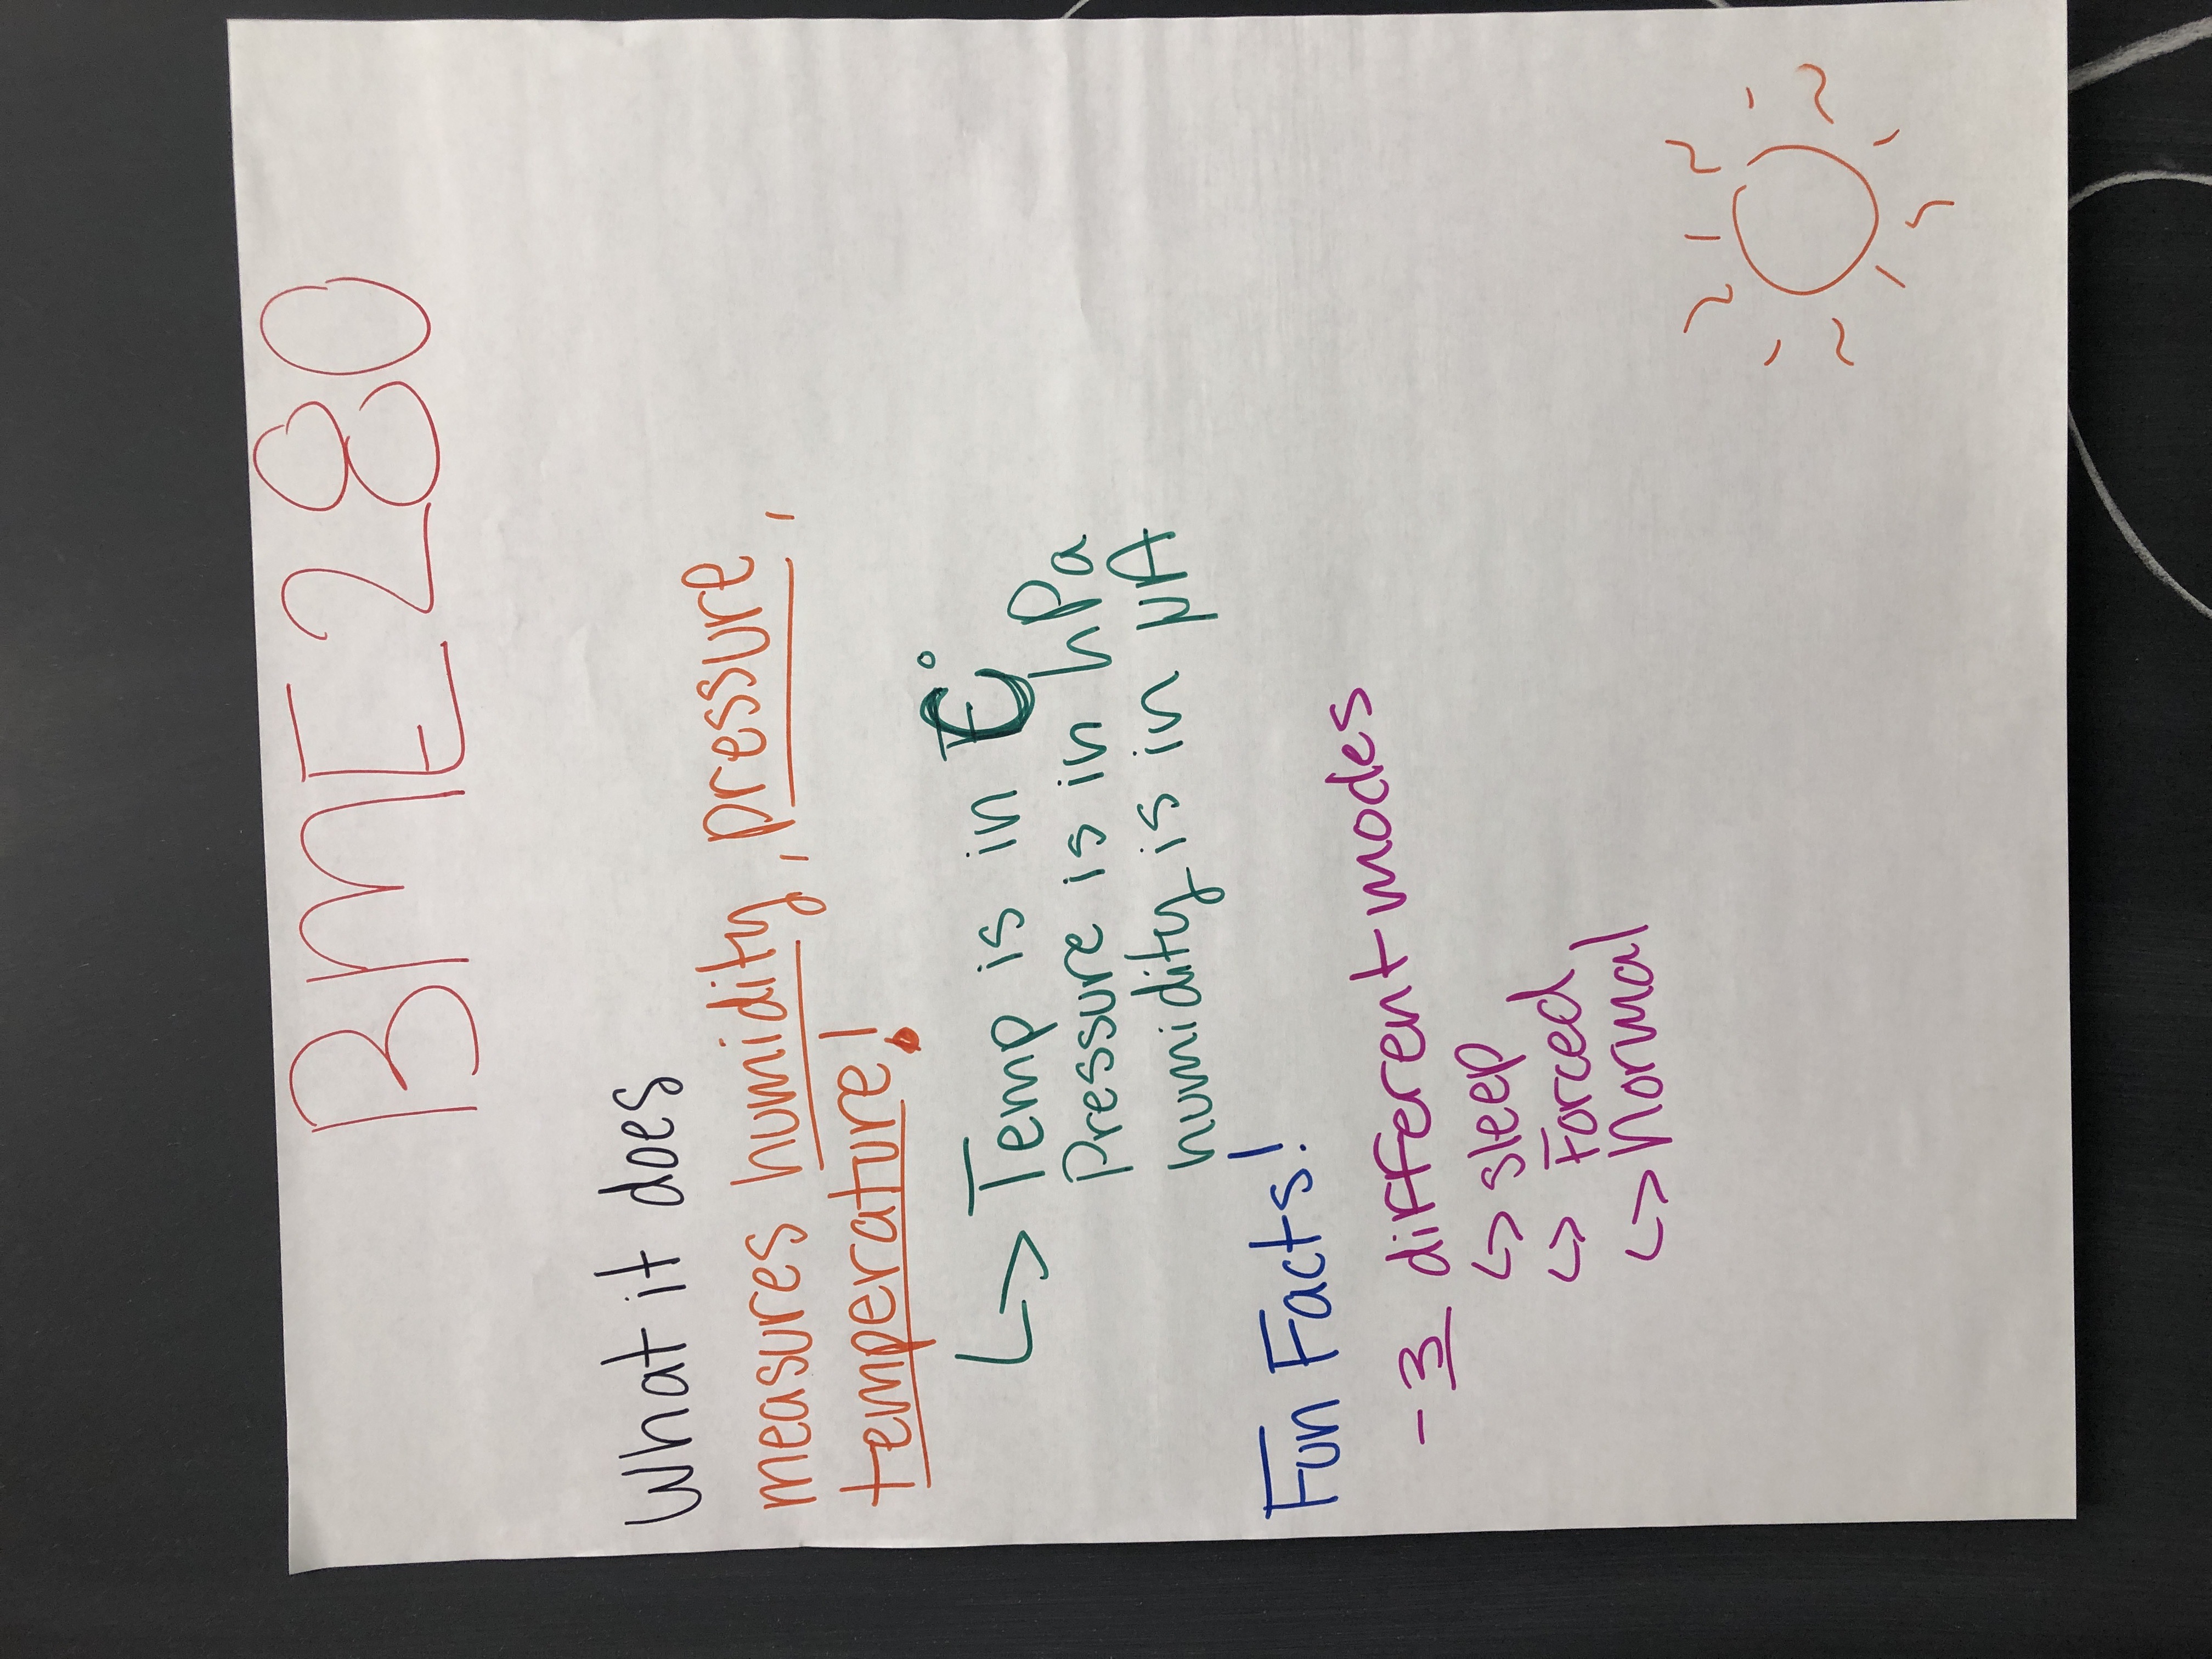 BME280
What it does
measures humidity, pressure,
temperature!
↳ Temp is in C°
Pressure is in hPa
humidity is in µA
Fun Facts!
- 3 different modes
↳ sleep
↳ Forced
↳ Normal